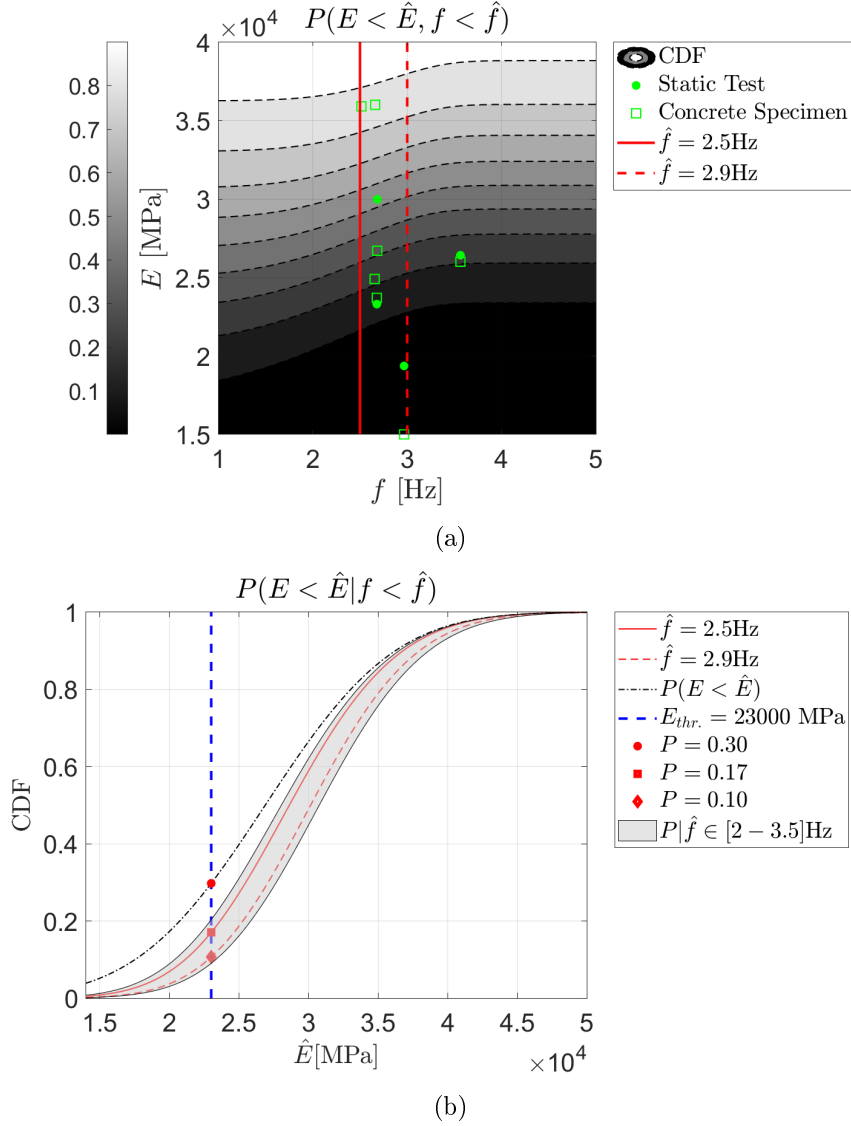 ×10⁴
P(E < Ê, f < f̂)
4
3.5
3
2.5
2
1.5
E [MPa]
0.8
0.7
0.6
0.5
0.4
0.3
0.2
0.1
1 2 3 4 5
f [Hz]
CDF
Static Test
Concrete Specimen
f̂ = 2.5Hz
f̂ = 2.9Hz
(a)
P(E < Ê|f < f̂)
1
0.8
0.6
0.4
0.2
0
CDF
1.5 2 2.5 3 3.5 4 4.5 5
Ê[MPa]
×10⁴
f̂ = 2.5Hz
f̂ = 2.9Hz
P(E < Ê)
E_thr. = 23000 MPa
P = 0.30
P = 0.17
P = 0.10
P|f̂ ∈ [2 − 3.5]Hz
(b)